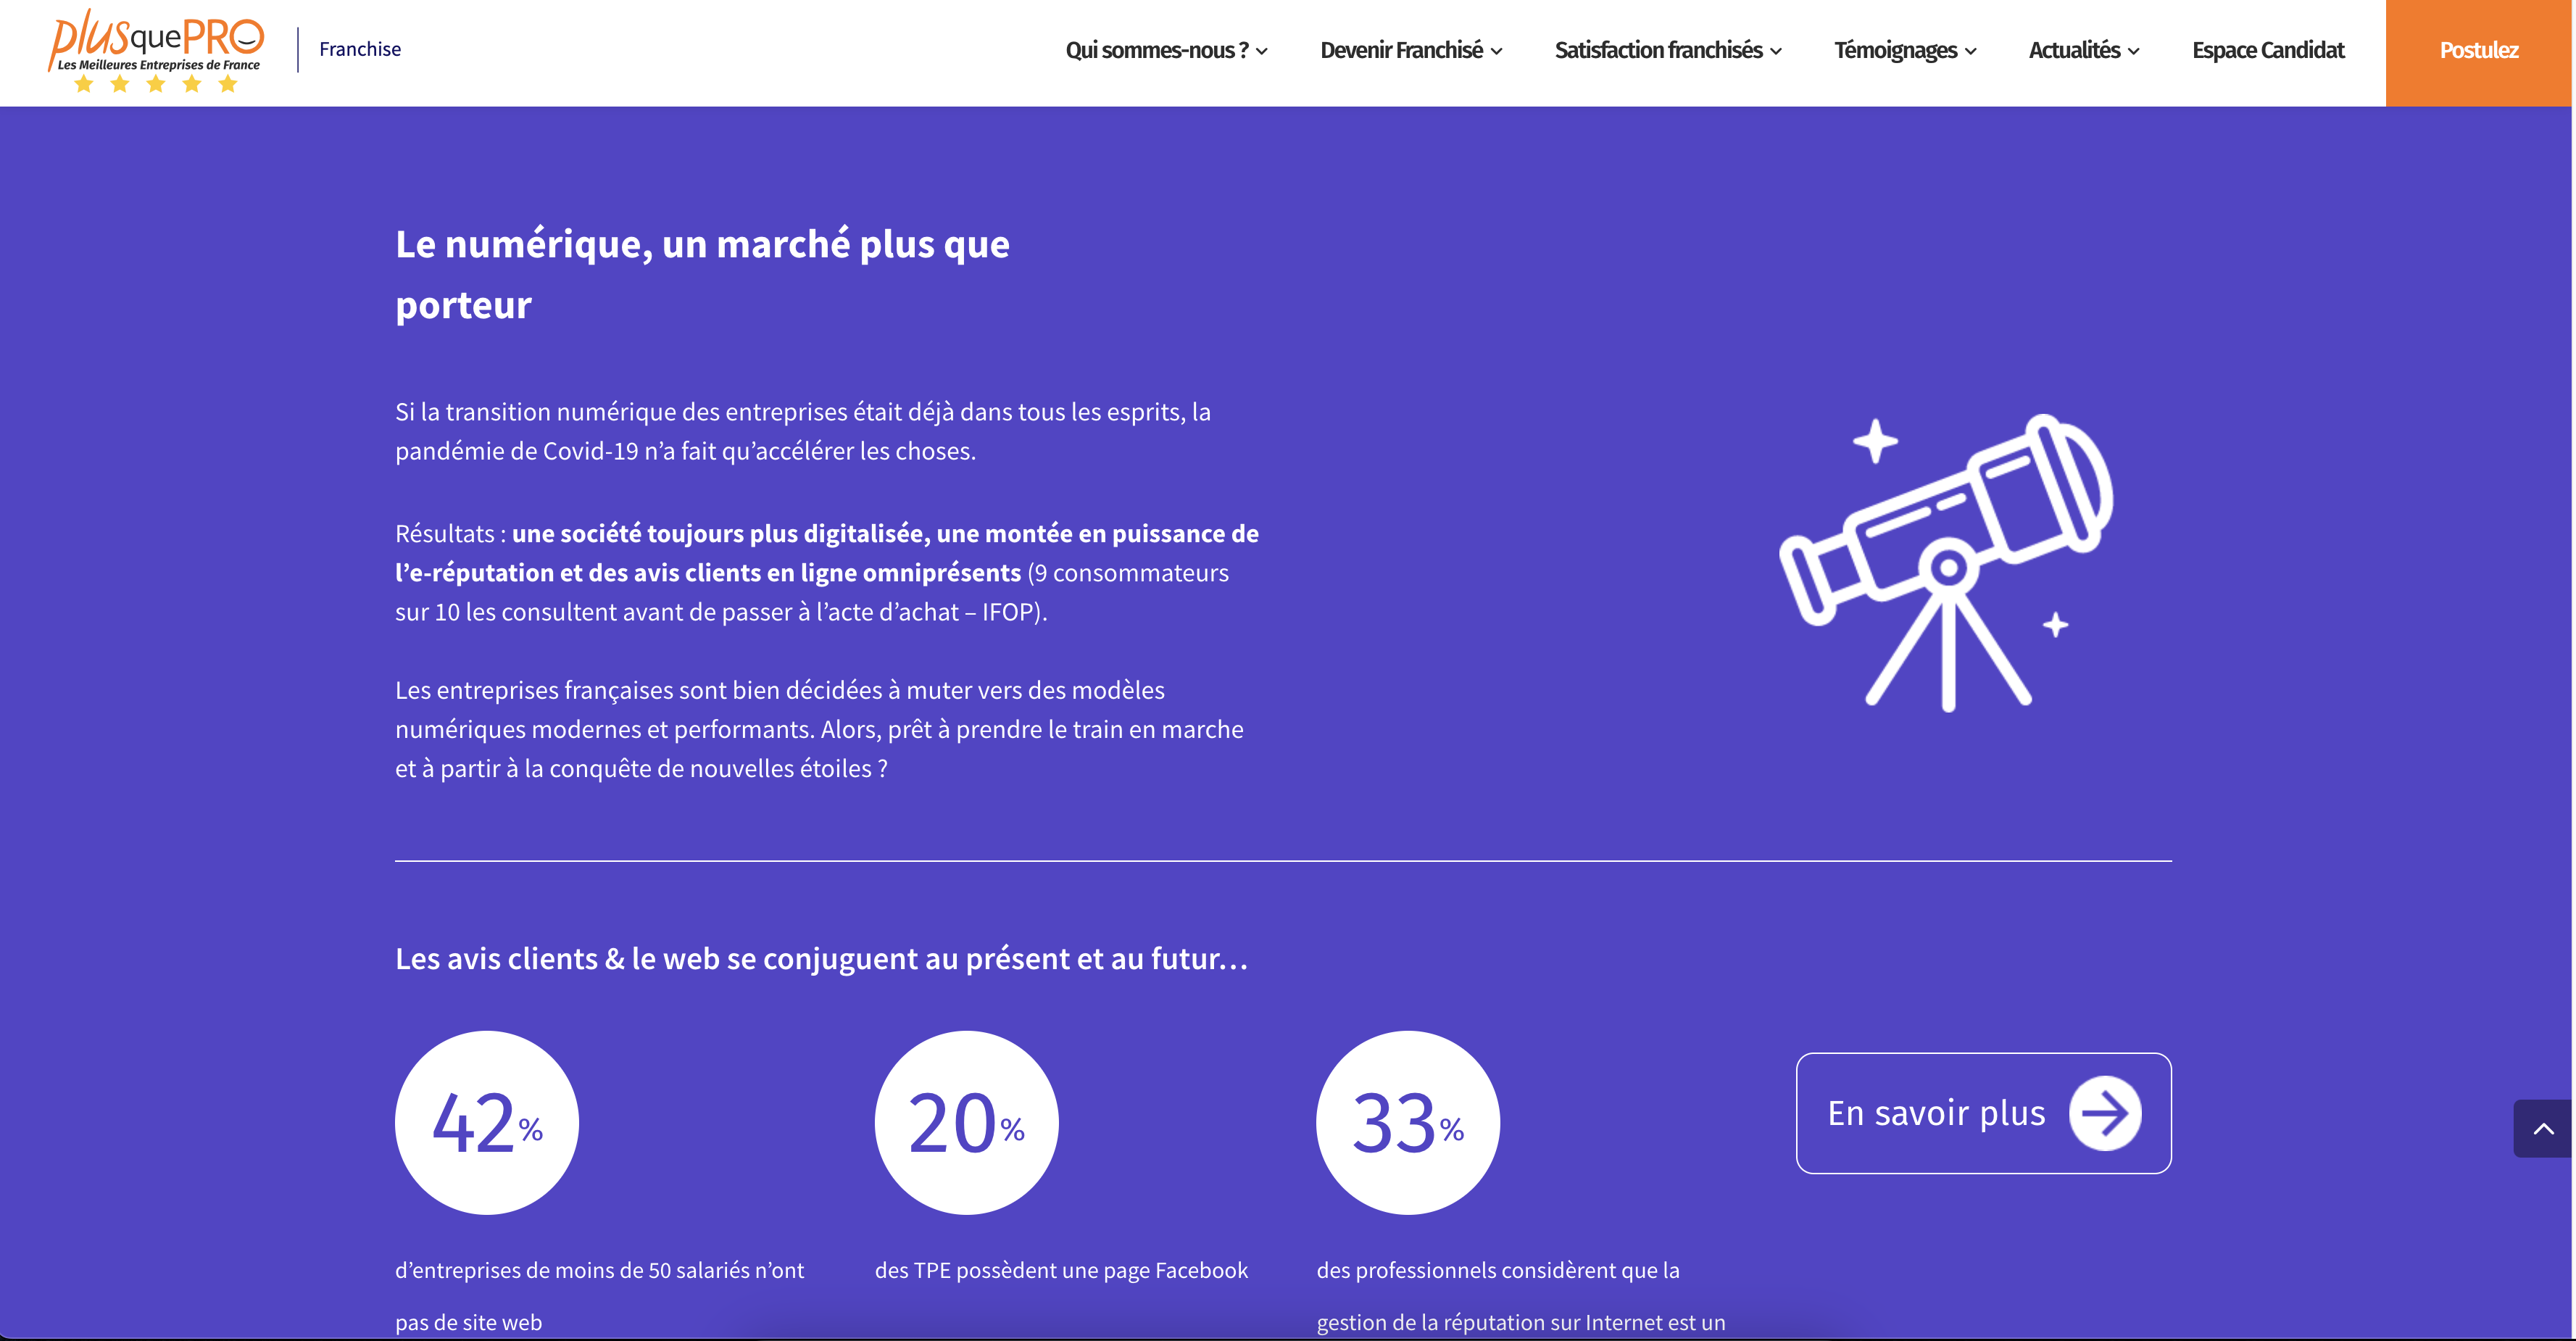 plus que PRO
Les Meilleures Entreprises de France
Franchise
Qui sommes-nous ?
Devenir Franchisé
Satisfaction franchisés
Témoignages
Actualités
Espace Candidat
Postulez
Le numérique, un marché plus que
porteur
Si la transition numérique des entreprises était déjà dans tous les esprits, la
pandémie de Covid-19 n’a fait qu’accélérer les choses.
Résultats : une société toujours plus digitalisée, une montée en puissance de
l’e-réputation et des avis clients en ligne omniprésents (9 consommateurs
sur 10 les consultent avant de passer à l’acte d’achat – IFOP).
Les entreprises françaises sont bien décidées à muter vers des modèles
numériques modernes et performants. Alors, prêt à prendre le train en marche
et à partir à la conquête de nouvelles étoiles ?
Les avis clients & le web se conjuguent au présent et au futur…
42%
d’entreprises de moins de 50 salariés n’ont
pas de site web
20%
des TPE possèdent une page Facebook
33%
des professionnels considèrent que la
gestion de la réputation sur Internet est un
En savoir plus